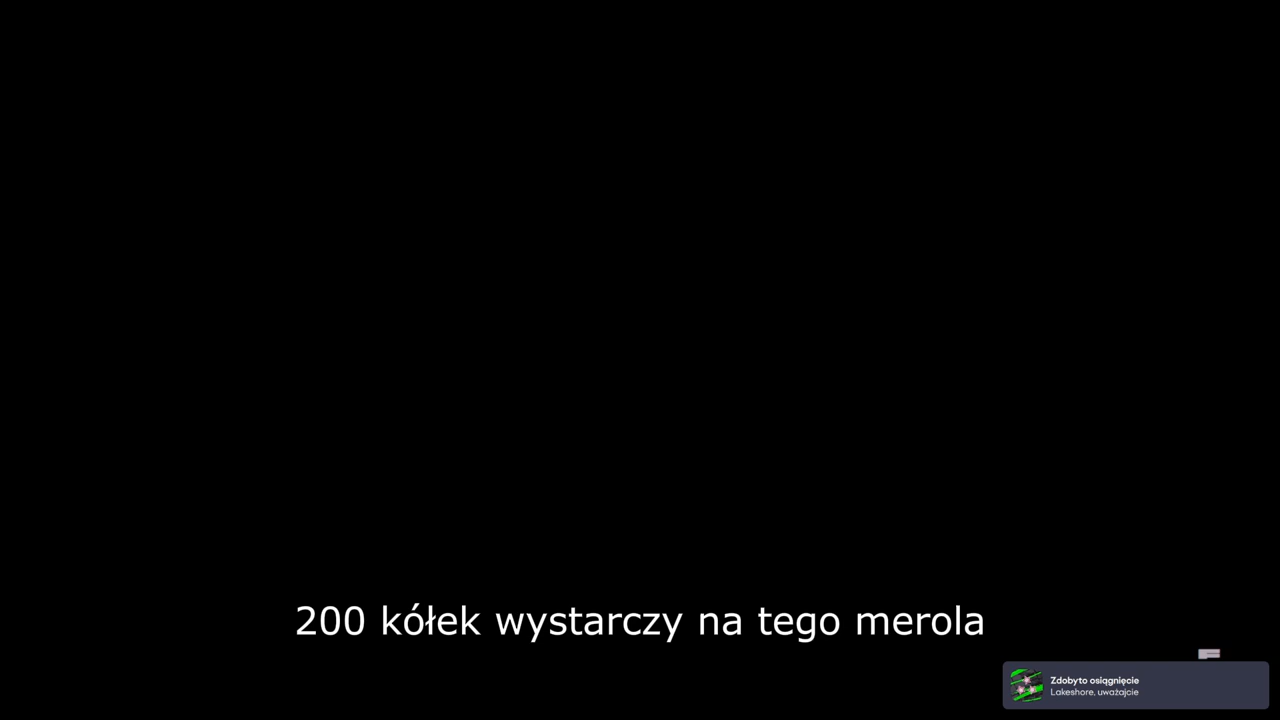 200 kółek wystarczy na tego merola
Zdobyto osiągnięcie
Lakeshore, uważajcie